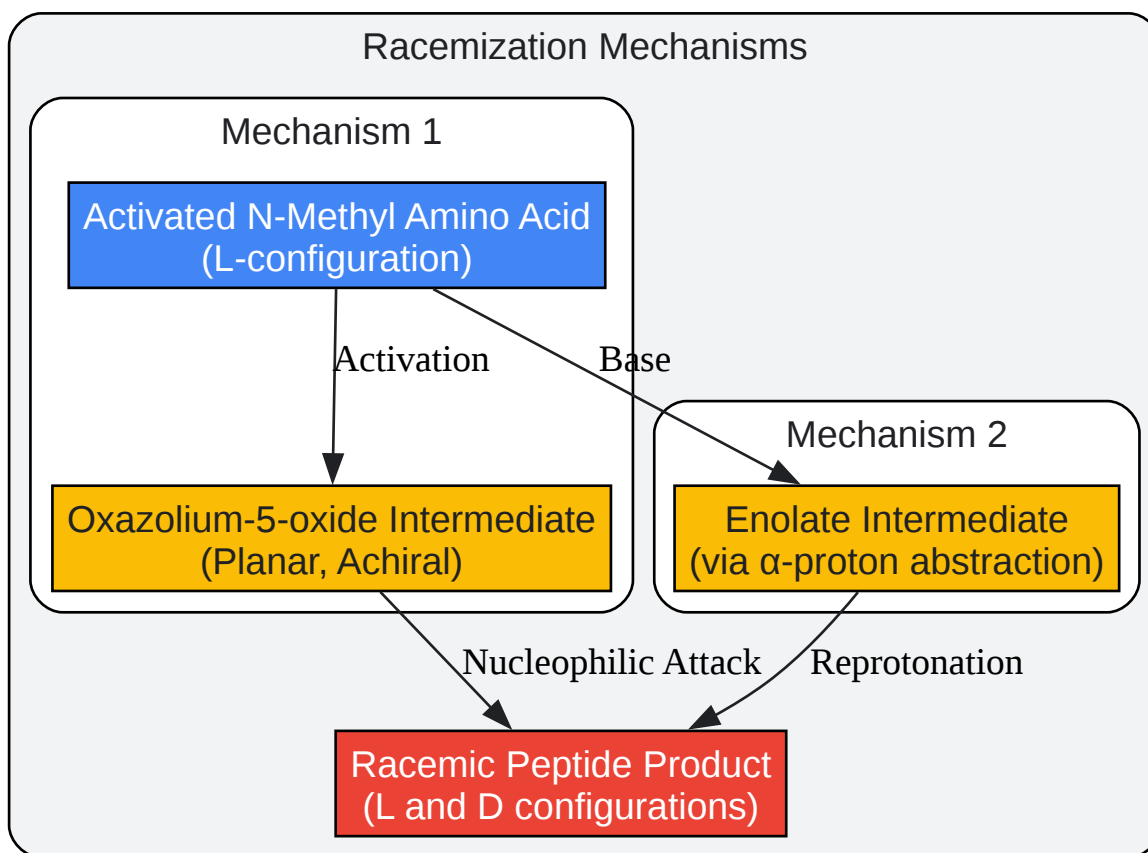 Racemization Mechanisms
Mechanism 1
Activated N-Methyl Amino Acid
(L-configuration)
Activation
Base
Mechanism 2
Oxazolium-5-oxide Intermediate
(Planar, Achiral)
Enolate Intermediate
(via α-proton abstraction)
Nucleophilic Attack
Reprotonation
Racemic Peptide Product
(L and D configurations)